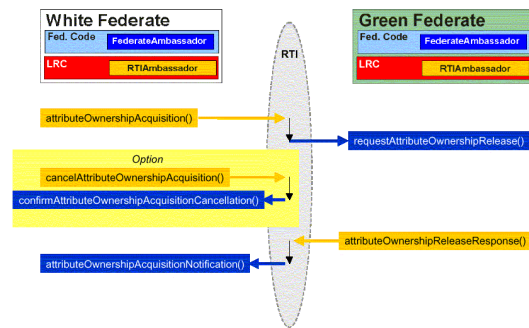 White Federate
Fed. Code
FederateAmbassador
LRC
RTIAmbassador
Green Federate
Fed. Code
FederateAmbassador
LRC
RTIAmbassador
RTI
attributeOwnershipAcquisition()
requestAttributeOwnershipRelease()
Option
cancelAttributeOwnershipAcquisition()
confirmAttributeOwnershipAcquisitionCancellation()
attributeOwnershipReleaseResponse()
attributeOwnershipAcquisitionNotification()